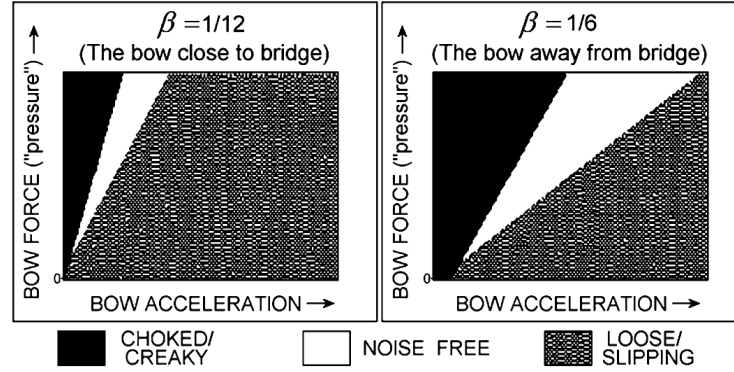 β = 1/12
(The bow close to bridge)
BOW FORCE ("pressure") →
0
BOW ACCELERATION →
β = 1/6
(The bow away from bridge)
BOW FORCE ("pressure") →
0
BOW ACCELERATION →
CHOKED/
CREAKY
NOISE FREE
LOOSE/
SLIPPING